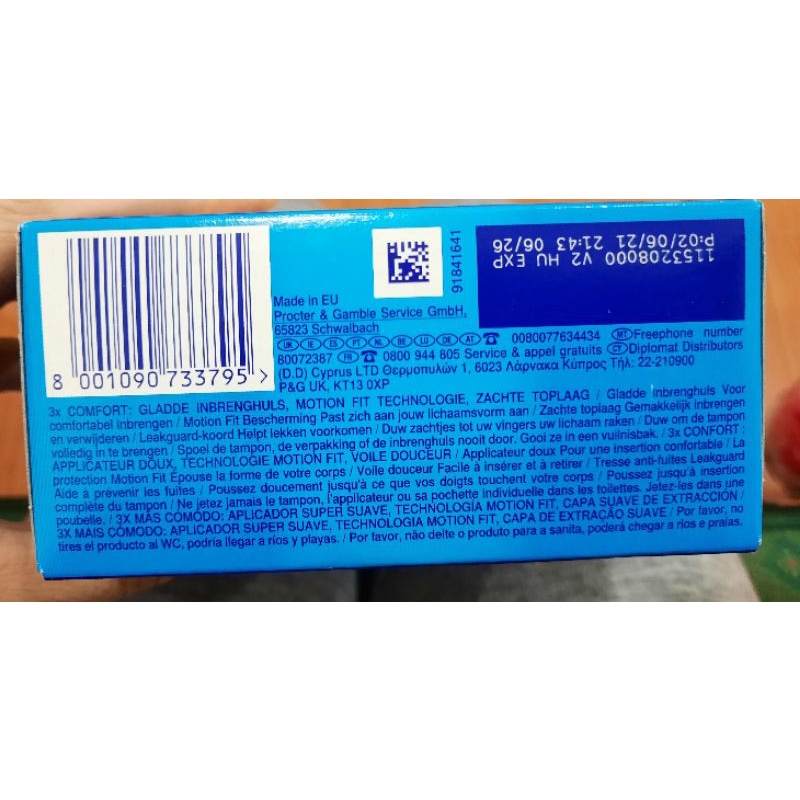 8 001090 733795 >
91841641
1153208000 V2 HU EXP
P:02/06/21 21:43 06/26
Made in EU
Procter & Gamble Service GmbH,
65823 Schwalbach
UK IE ES PT NL BE LU DK AT ☎ 0080077634434 MT Freephone number
80072387 FR ☎ 0800 944 805 Service & appel gratuits CY Diplomat Distributors
(D.D) Cyprus LTD Θερμοπυλών 1, 6023 Λάρνακα Κύπρος Τήλ: 22-210900
P&G UK, KT13 0XP
3x COMFORT: GLADDE INBRENGHULS, MOTION FIT TECHNOLOGIE, ZACHTE TOPLAAG / Gladde inbrenghuls Voor
comfortabel inbrengen / Motion Fit Bescherming Past zich aan jouw lichaamsvorm aan / Zachte toplaag Gemakkelijk inbrengen
en verwijderen / Leakguard-koord Helpt lekken voorkomen / Duw zachtjes tot uw vingers uw lichaam raken / Duw om de tampon
volledig in te brengen / Spoel de tampon, de verpakking of de inbrenghuls nooit door. Gooi ze in een vuilnisbak. / 3x CONFORT :
APPLICATEUR DOUX, TECHNOLOGIE MOTION FIT, VOILE DOUCEUR / Applicateur doux Pour une insertion confortable / La
protection Motion Fit Épouse la forme de votre corps / Voile douceur Facile à insérer et à retirer / Tresse anti-fuites Leakguard
Aide à prévenir les fuites / Poussez doucement jusqu'à ce que vos doigts touchent votre corps / Poussez jusqu'à insertion
complète du tampon / Ne jetez jamais le tampon, l'applicateur ou sa pochette individuelle dans les toilettes. Jetez-les dans une
poubelle. / 3X MÁS CÓMODO: APLICADOR SUPER SUAVE, TECHNOLOGÍA MOTION FIT, CAPA SUAVE DE EXTRACCIÓN /
3X MAIS CÓMODO: APLICADOR SUPER SUAVE, TECHNOLOGIA MOTION FIT, CAPA DE EXTRAÇÃO SUAVE / Por favor, no
tires el producto al WC, podría llegar a ríos y playas. / Por favor, não deite o produto para a sanita, poderá chegar a rios e praias.